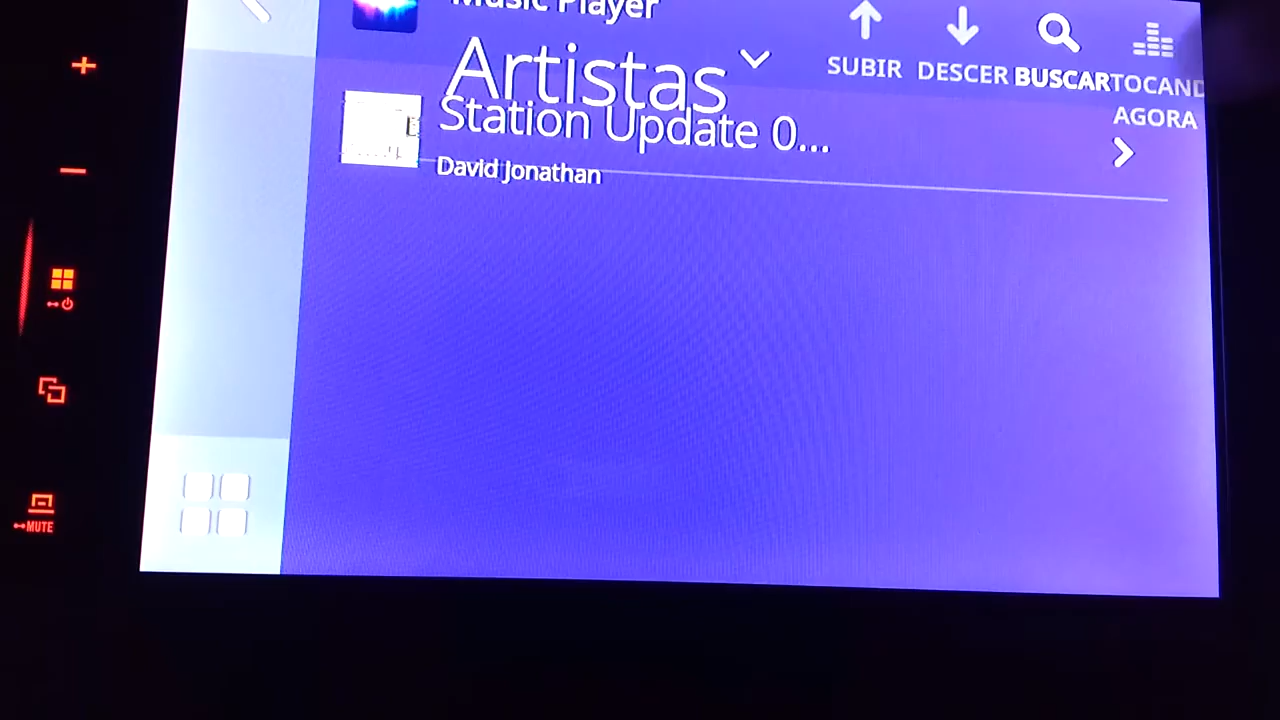 Music Player
Artistas
SUBIR
DESCER
BUSCAR
TOCAND
AGORA
Station Update 0...
David Jonathan
MUTE